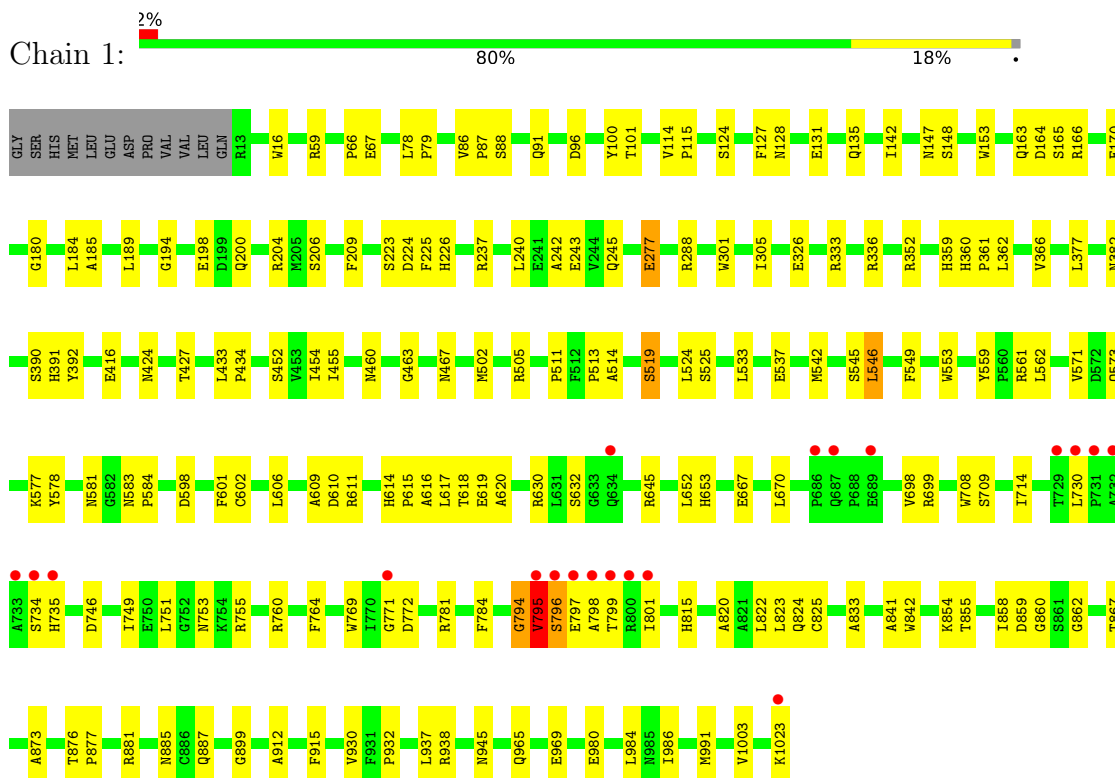 2%
Chain 1:
80% 18% •
GLY SER HIS MET LEU GLU ASP PRO VAL VAL LEU GLN R13 W16 R59 P66 E67 L78 P79 V86 P87 S88 Q91 D96 Y100 T101 V114 P115 S124 F127 N128 E131 Q135 I142 N147 S148 W153 Q163 D164 S165 R166
G180 L184 A185 L189 G194 E198 D199 Q200 R204 M205 S206 F209 S223 D224 F225 H226 R237 L240 E241 A242 E243 V244 Q245 E277 R288 W301 I305 E326 R333 R336 R352 H359 H360 P361 L362 V366 L377 N382
S390 H391 Y392 E416 N424 T427 L433 P434 S452 V453 I454 I455 N460 G463 N467 M502 R505 P511 F512 P513 A514 S519 L524 S525 L533 E537 M542 S545 L546 F549 W553 Y559 P560 R561 L562 V571 D572
K577 Y578 N581 G582 N583 P584 D598 F601 C602 L606 A609 D610 R611 H614 P615 A616 L617 T618 E619 A620 R630 L631 S632 G633 Q634 R645 L652 H653 E667 L670 P686 Q687 P688 E689 V698 R699 W708 S709 I714 T729 L730 P731 A732
A733 S734 H735 D746 I749 E750 L751 G752 N753 K754 R755 R760 F764 W769 I770 G771 D772 R781 F784 G794 V795 S796 E797 A798 T799 R800 I801 H815 A820 A821 L822 L823 Q824 C825 A833 A841 W842 K854 T855 I858 D859 G860 S861 G862 T867
A873 T876 P877 R881 N885 C886 Q887 G899 A912 F915 V930 F931 P932 L937 R938 N945 Q965 E969 E980 L984 N985 I986 M991 V1003 K1023